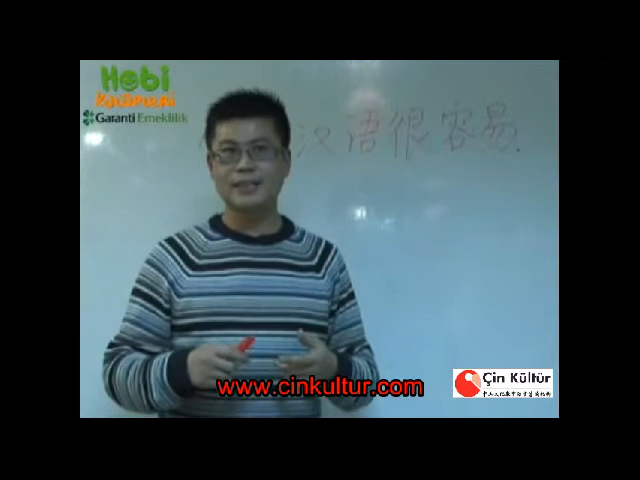 Hobi
Garanti Emeklilik
汉语很容易
www.cinkultur.com
Çin Kültür